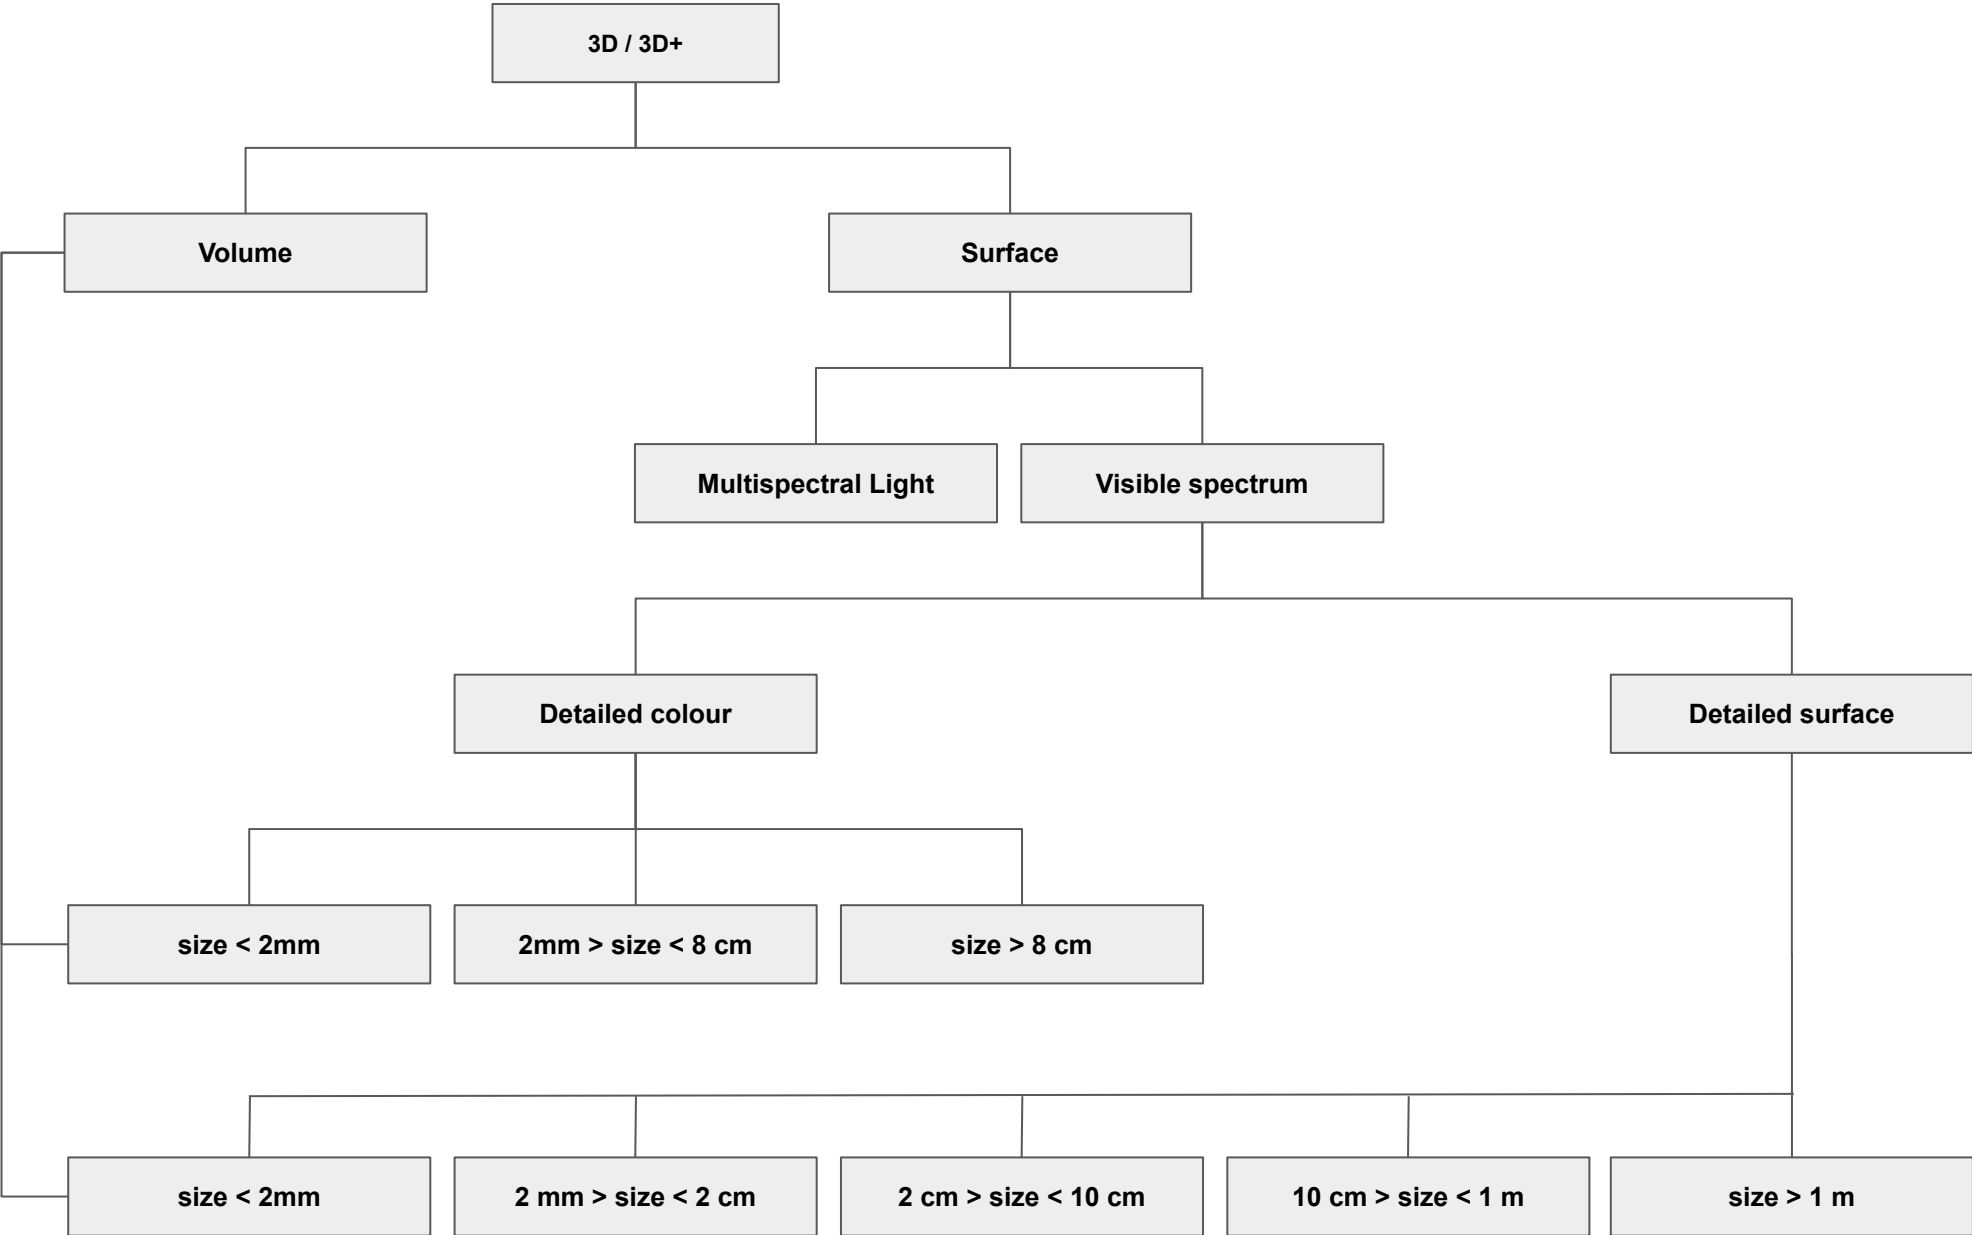 3D / 3D+
Volume
Surface
Multispectral Light
Visible spectrum
Detailed colour
Detailed surface
size < 2mm
2mm > size < 8 cm
size > 8 cm
size < 2mm
2 mm > size < 2 cm
2 cm > size < 10 cm
10 cm > size < 1 m
size > 1 m